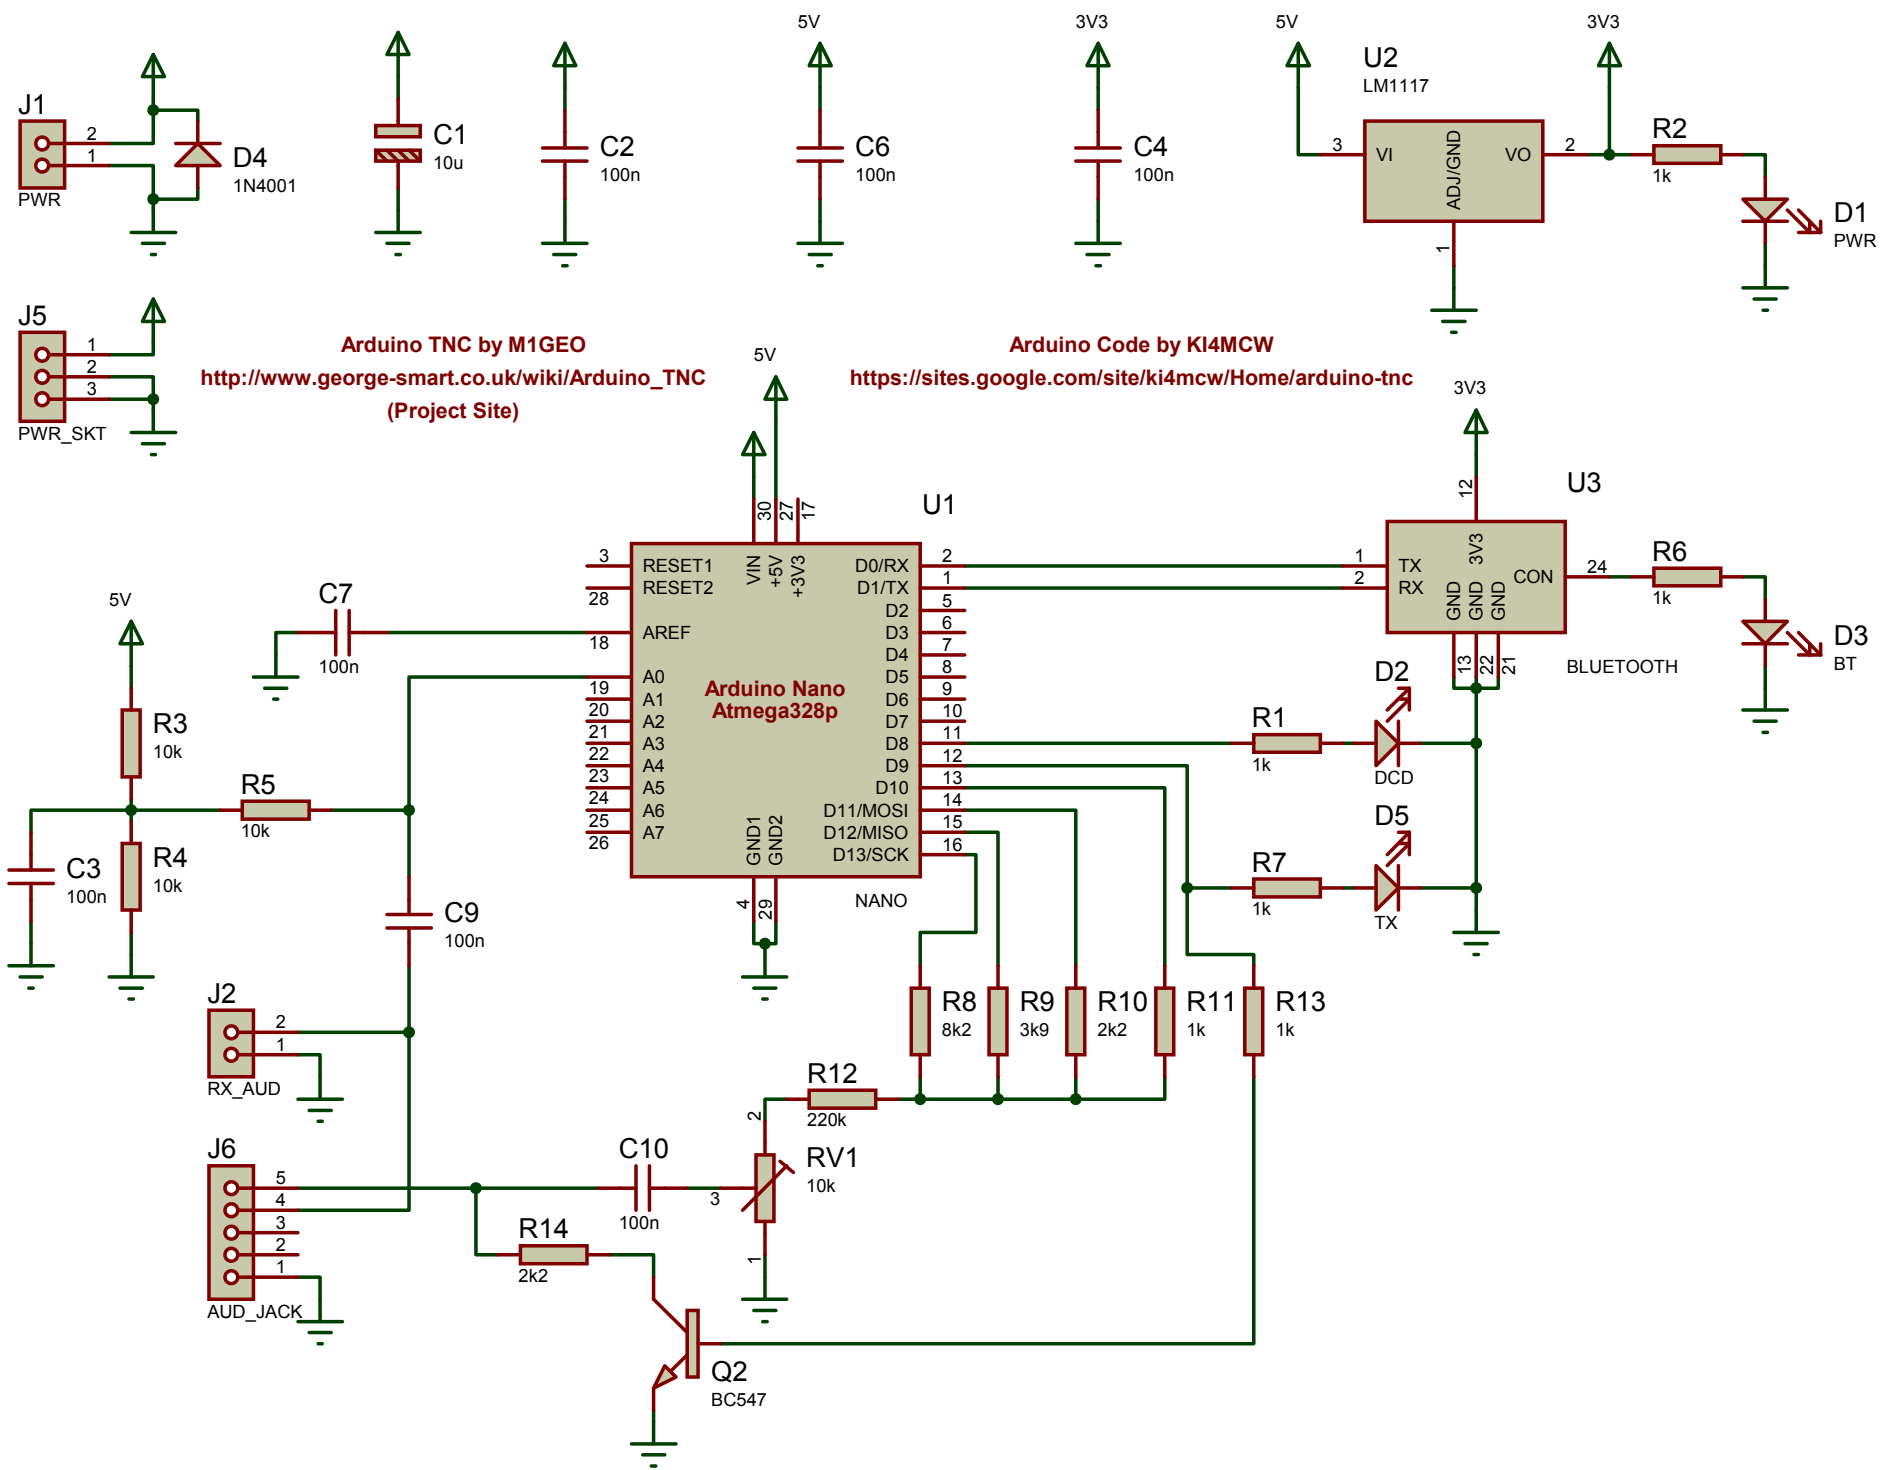 5V
3V3
5V
3V3
J1
2
1
PWR
D4
1N4001
C1
10u
C2
100n
C6
100n
C4
100n
U2
LM1117
3
VI
VO
2
ADJ/GND
1
R2
1k
D1
PWR
J5
1
2
3
PWR_SKT
Arduino TNC by M1GEO
http://www.george-smart.co.uk/wiki/Arduino_TNC
(Project Site)
Arduino Code by KI4MCW
https://sites.google.com/site/ki4mcw/Home/arduino-tnc
5V
3V3
U1
30
27
17
VIN
+5V
+3V3
3
RESET1
28
RESET2
18
AREF
A0
19
A1
20
A2
21
A3
22
A4
23
A5
24
A6
25
A7
26
Arduino Nano
Atmega328p
D0/RX
2
D1/TX
1
D2
5
D3
6
D4
7
D5
8
D6
9
D7
10
D8
11
D9
12
D10
13
D11/MOSI
14
D12/MISO
15
D13/SCK
16
GND1
GND2
4
29
NANO
U3
12
3V3
1
TX
2
RX
GND
GND
GND
CON
24
13
22
21
BLUETOOTH
R6
1k
D3
BT
C7
100n
5V
R3
10k
R5
10k
R4
10k
C3
100n
C9
100n
R1
1k
D2
DCD
R7
1k
D5
TX
J2
2
1
RX_AUD
R8
8k2
R9
3k9
R10
2k2
R11
1k
R13
1k
R12
220k
J6
5
4
3
2
1
AUD_JACK
C10
100n
2
3
1
RV1
10k
R14
2k2
Q2
BC547